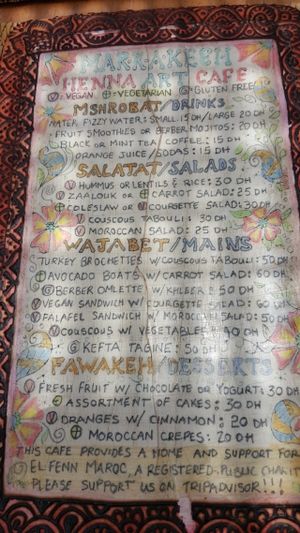 MARRAKECH
HENNA ART CAFE
Ⓥ: VEGAN ⊕=VEGETARIAN Ⓖ GLUTEN FREE
MSHROBAT/DRINKS
WATER, FIZZY WATER: SMALL: 15 DH/LARGE 20 DH
FRUIT SMOOTHIES OR BERBER MOJITOS: 20 DH
BLACK OR MINT TEA COFFEE: 15 DH
ORANGE JUICE/SODAS: 15 DH
SALATAT/SALADS
Ⓥ HUMMUS OR LENTILS & RICE: 30 DH
Ⓥ ZAALOUK OR ⊕ CARROT SALAD: 25 DH
⊕ COLESLAW OR Ⓥ COURGETTE SALAD: 30 DH
Ⓥ COUSCOUS TABOULI: 30 DH
Ⓥ MOROCCAN SALAD: 25 DH
WAJABET/MAINS
TURKEY BROCHETTES W/COUSCOUS TABOULI: 50 DH
⊕ AVOCADO BOATS W/ CARROT SALAD: 60 DH
Ⓖ BERBER OMLETTE W/ KHLEER: 50 DH
Ⓥ VEGAN SANDWICH W/ COURGETTE SALAD: 60 DH
Ⓥ FALAFEL SANDWICH W/ MOROCCAN SALAD: 50 DH
Ⓥ COUSCOUS W/ VEGETABLES: 40 DH
Ⓖ KEFTA TAGINE: 50 DH
FAWAKEH/DESSERTS
Ⓥ FRESH FRUIT W/ CHOCOLATE OR YOGURT: 30 DH
⊕ ASSORTMENT OF CAKES: 30 DH
Ⓥ ORANGES W/ CINNAMON: 20 DH
⊕ MOROCCAN CREPES: 20 DH
THIS CAFE PROVIDES A HOME AND SUPPORT FOR
EL FENN MAROC, A REGISTERED PUBLIC CHARIT
PLEASE SUPPORT US ON TRIPADVISOR!!!